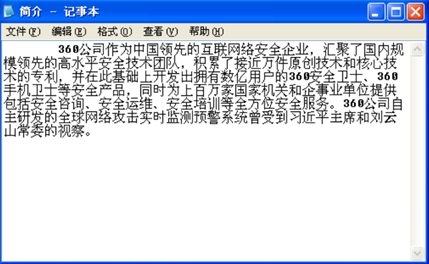 简介 - 记事本
文件(F) 编辑(E) 格式(O) 查看(V) 帮助(H)
360公司作为中国领先的互联网络安全企业，汇聚了国内规
模领先的高水平安全技术团队，积累了接近万件原创技术和核心技
术的专利，并在此基础上开发出拥有数亿用户的360安全卫士、360
手机卫士等安全产品，同时为上百万家国家机关和企事业单位提供
包括安全咨询、安全运维、安全培训等全方位安全服务。360公司自
主研发的全球网络攻击实时监测预警系统曾受到习近平主席和刘云
山常委的视察。